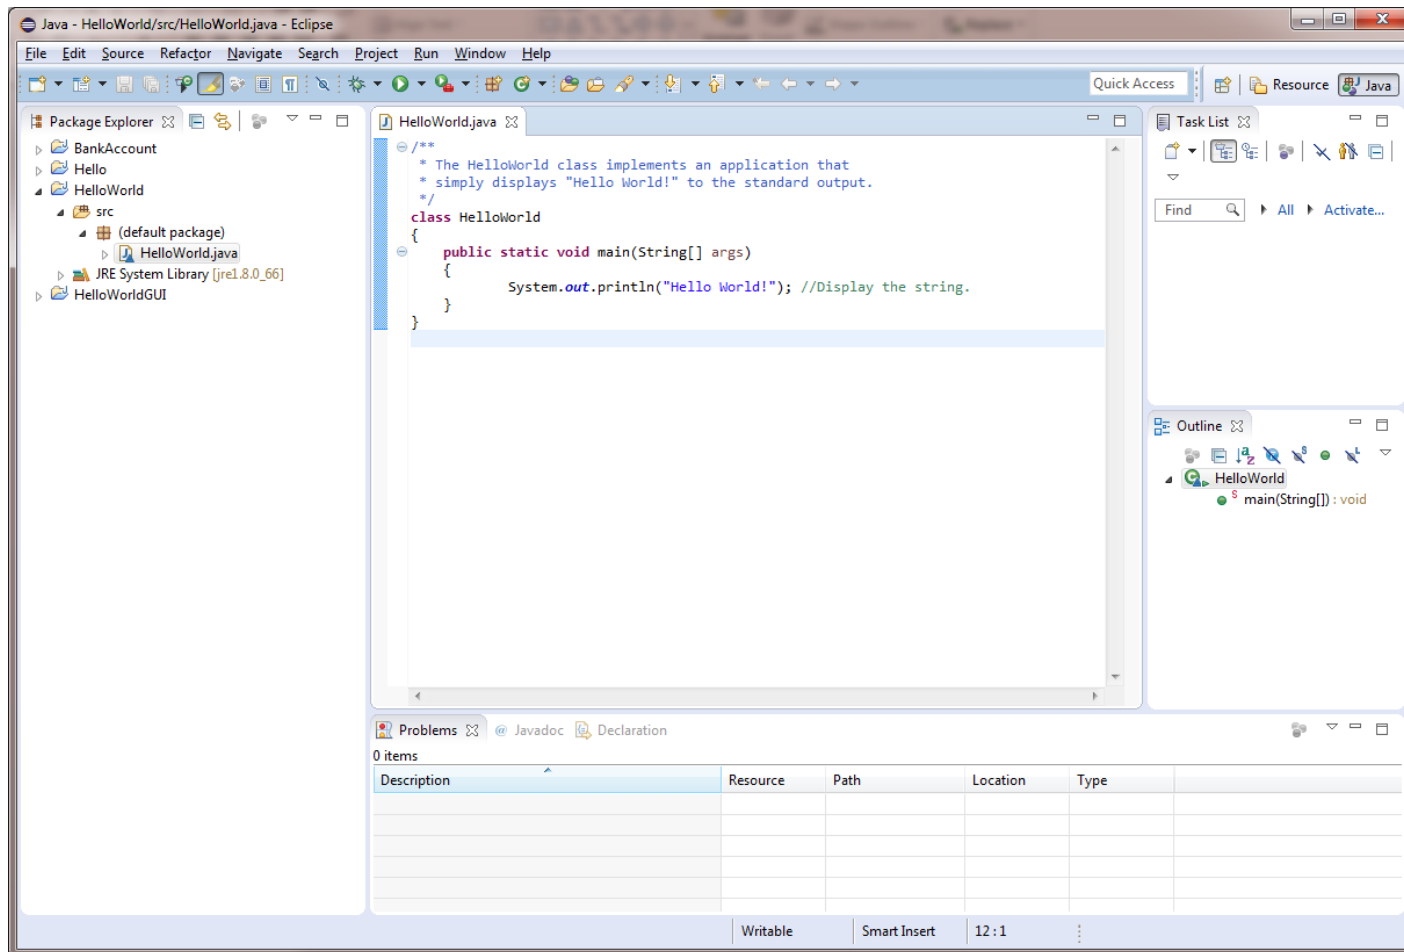 Java - HelloWorld/src/HelloWorld.java - Eclipse
File Edit Source Refactor Navigate Search Project Run Window Help
Quick Access Resource Java
Package Explorer
BankAccount
Hello
HelloWorld
src
(default package)
HelloWorld.java
JRE System Library [jre1.8.0_66]
HelloWorldGUI
HelloWorld.java
/**
* The HelloWorld class implements an application that
* simply displays "Hello World!" to the standard output.
*/
class HelloWorld
{
public static void main(String[] args)
{
System.out.println("Hello World!"); //Display the string.
}
}
Task List
Find All Activate...
Outline
HelloWorld
main(String[]) : void
Problems @ Javadoc Declaration
0 items
Description Resource Path Location Type
Writable Smart Insert 12 : 1